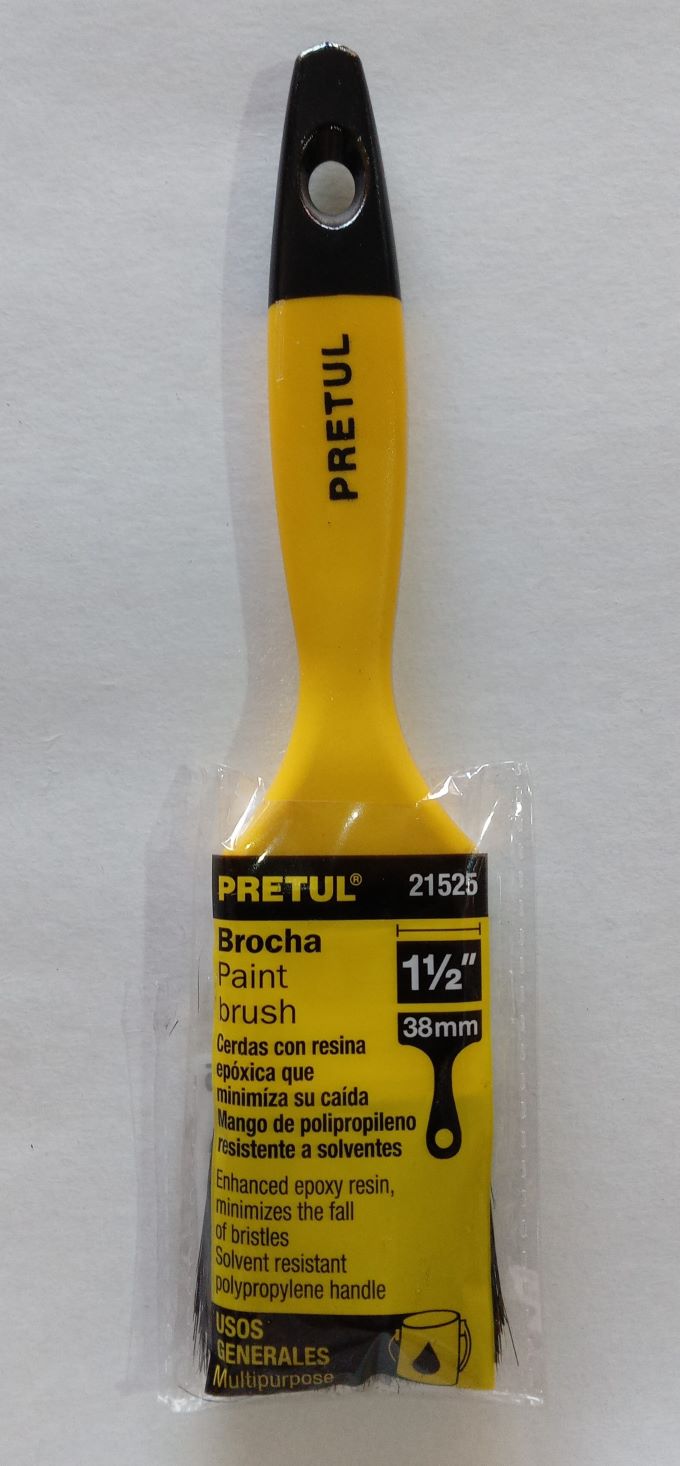 PRETUL
PRETUL® 21525
Brocha
Paint
brush
1½"
38mm
Cerdas con resina
epóxica que
minimíza su caída
Mango de polipropileno
resistente a solventes
Enhanced epoxy resin,
minimizes the fall
of bristles
Solvent resistant
polypropylene handle
USOS
GENERALES
Multipurpose